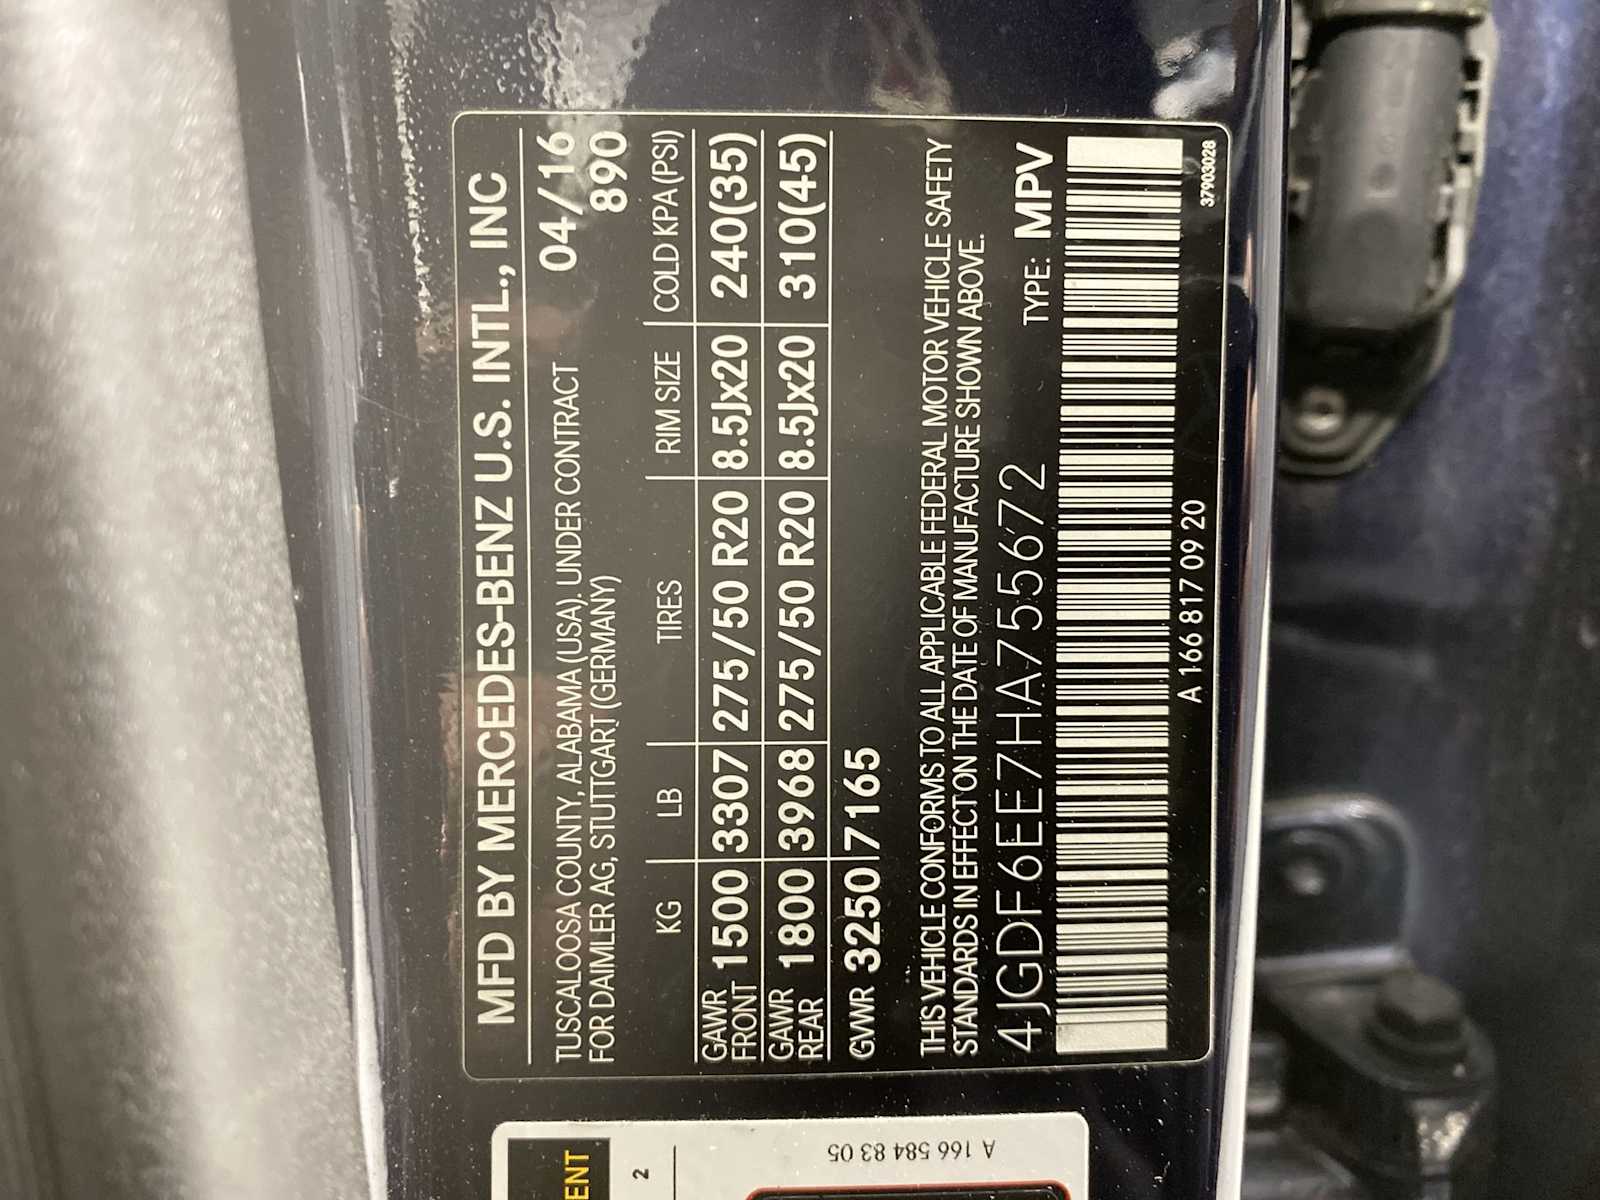 MFD BY MERCEDES-BENZ U.S. INTL., INC
TUSCALOOSA COUNTY, ALABAMA (USA). UNDER CONTRACT 04/16
FOR DAIMLER AG, STUTTGART (GERMANY) 890
KG LB TIRES RIM SIZE COLD KPA (PSI)
GAWR FRONT 1500 3307 275/50 R20 8.5Jx20 240(35)
GAWR REAR 1800 3968 275/50 R20 8.5Jx20 310(45)
GVWR 3250 7165
THIS VEHICLE CONFORMS TO ALL APPLICABLE FEDERAL MOTOR VEHICLE SAFETY
STANDARDS IN EFFECT ON THE DATE OF MANUFACTURE SHOWN ABOVE.
4JGDF6EE7HA755672 TYPE: MPV
A 166 817 09 20
37903028
ENT
2
A 166 584 83 05